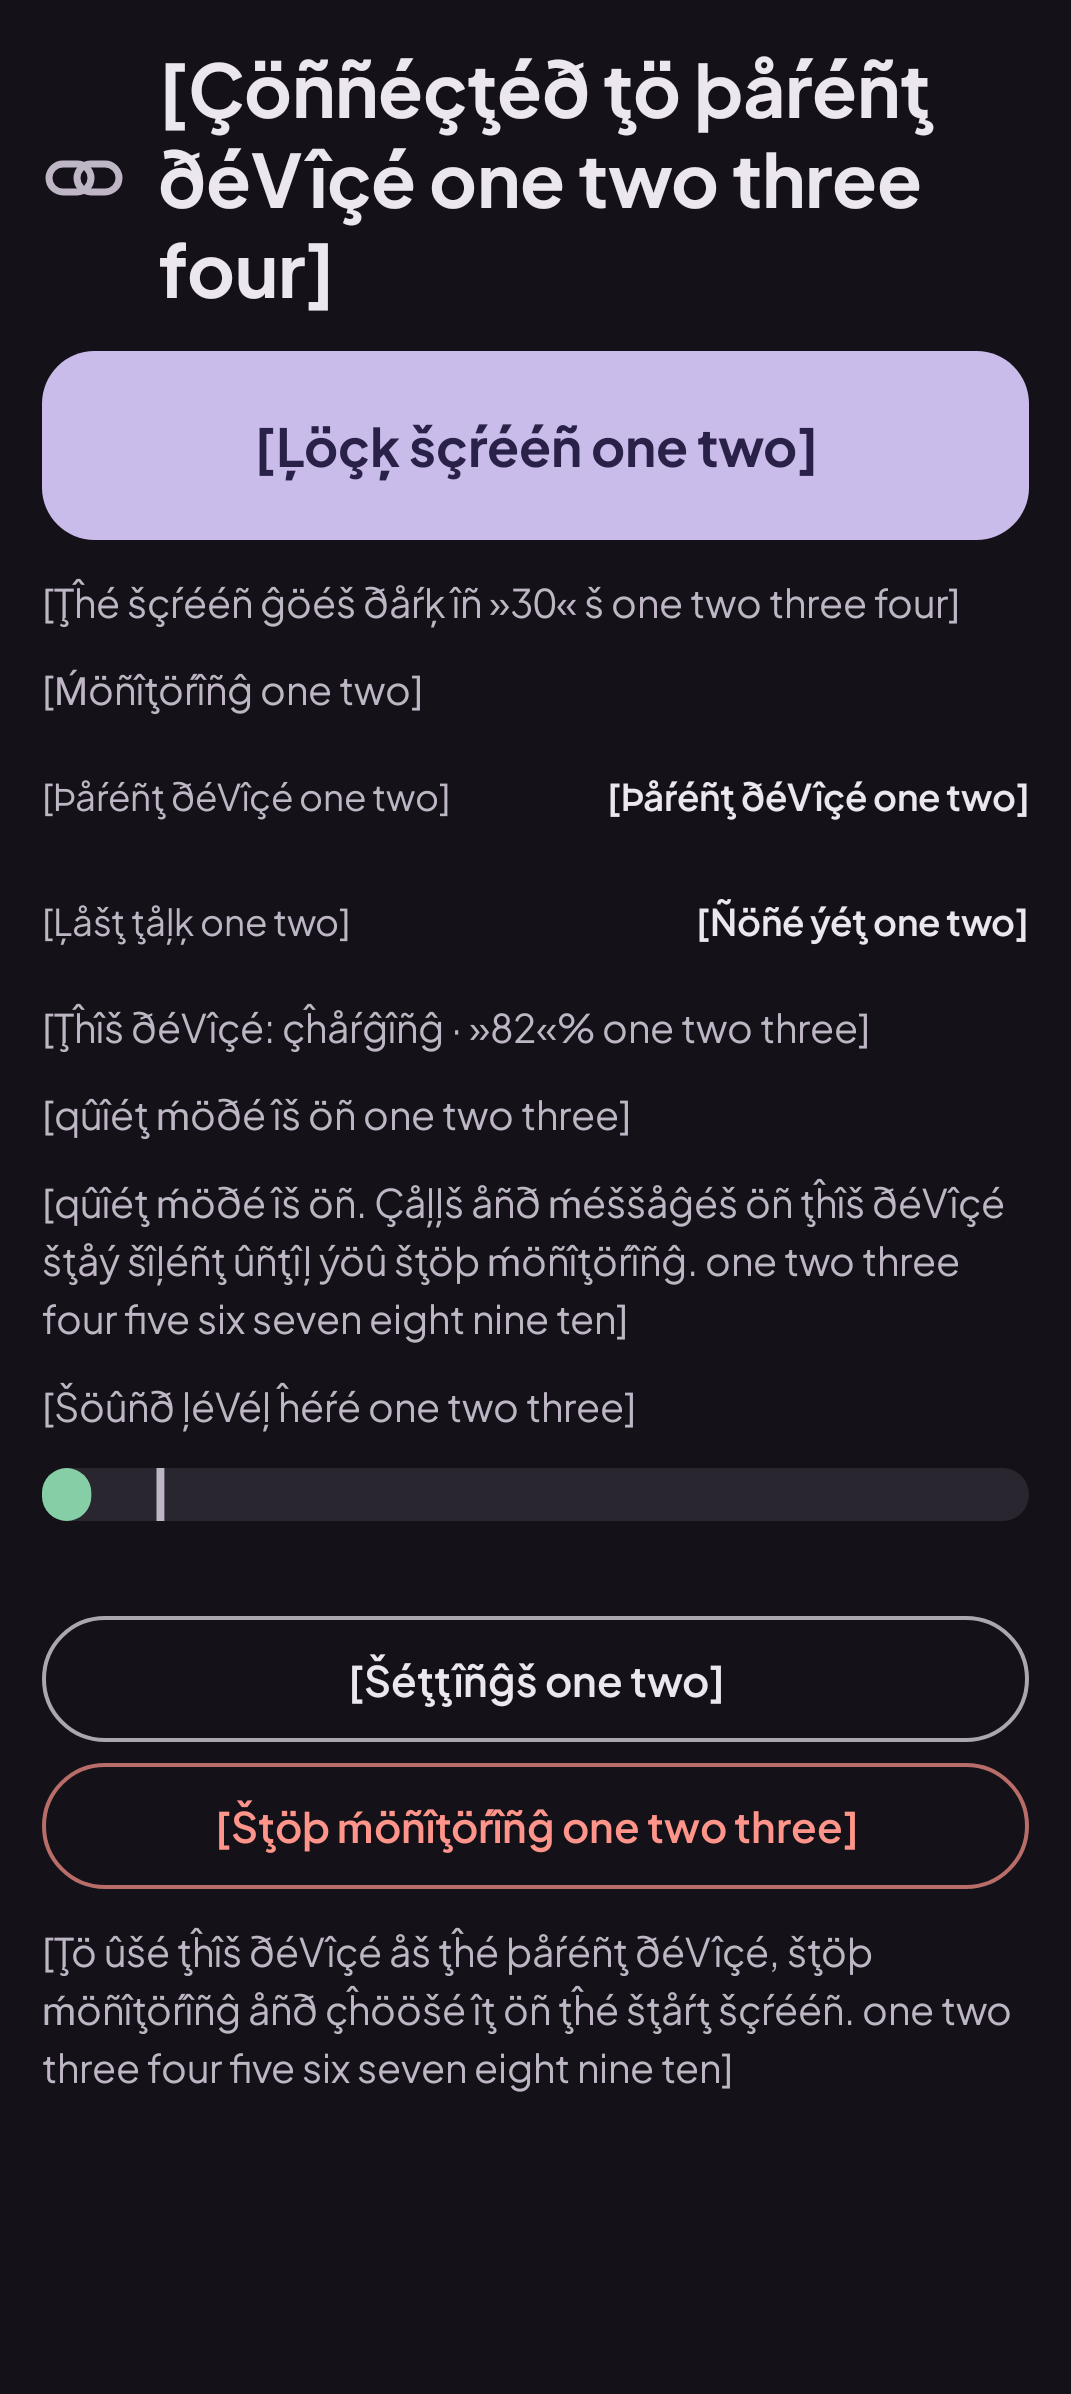 [Çöññéçţéð ţö þåŕéñţ
ðéVîçé one two three
four]
[Ļöçķ šçŕééñ one two]
[Ţĥé šçŕééñ ĝöéš ðåŕķ îñ »30« š one two three four]
[Ḿöñîţöŕîñĝ one two]
[Þåŕéñţ ðéVîçé one two]
[Þåŕéñţ ðéVîçé one two]
[Ļåšţ ţåļķ one two]
[Ñöñé ýéţ one two]
[Ţĥîš ðéVîçé: çĥåŕĝîñĝ · »82«% one two three]
[qûîéţ ḿöðé îš öñ one two three]
[qûîéţ ḿöðé îš öñ. Çåļļš åñð ḿéššåĝéš öñ ţĥîš ðéVîçé
šţåý šîļéñţ ûñţîļ ýöû šţöþ ḿöñîţöŕîñĝ. one two three
four five six seven eight nine ten]
[Šöûñð ļéVéļ ĥéŕé one two three]
[Šéţţîñĝš one two]
[Šţöþ ḿöñîţöŕîñĝ one two three]
[Ţö ûšé ţĥîš ðéVîçé åš ţĥé þåŕéñţ ðéVîçé, šţöþ
ḿöñîţöŕîñĝ åñð çĥööšé îţ öñ ţĥé šţåŕţ šçŕééñ. one two
three four five six seven eight nine ten]